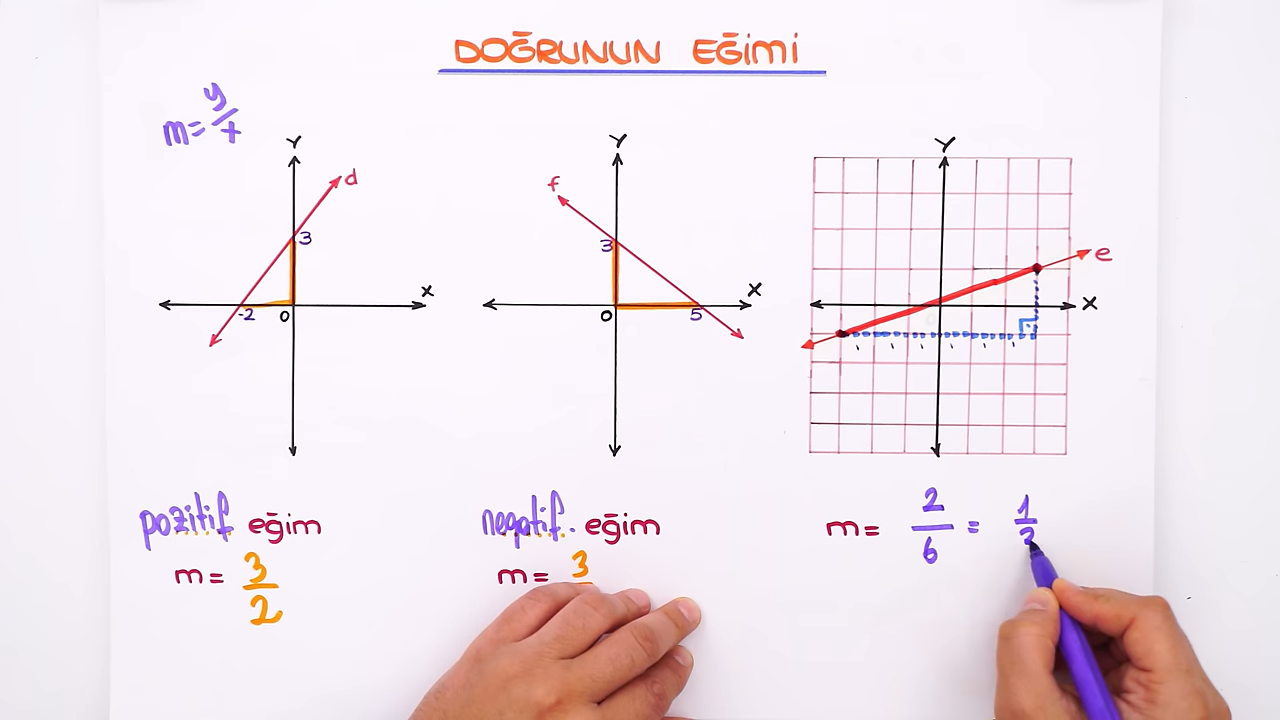 DOĞRUNUN EĞİMİ
m= y/x
Y
d
3
X
-2
0
Y
f
3
X
0
5
Y
e
X
pozitif eğim
m= 3/2
negatif. eğim
m= 3
m= 2/6 = 1/